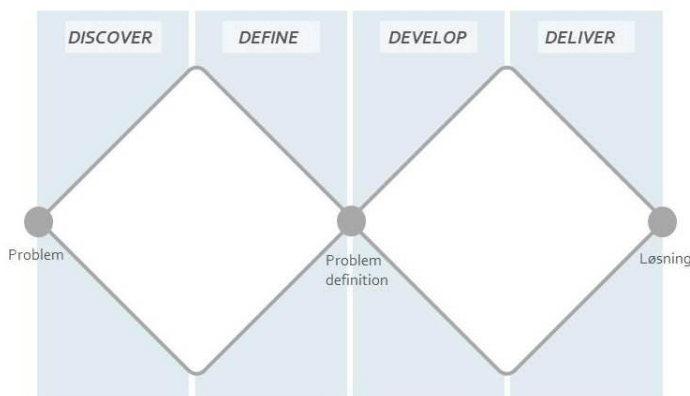 DISCOVER
DEFINE
DEVELOP
DELIVER
Problem
Problem
definition
Løsning